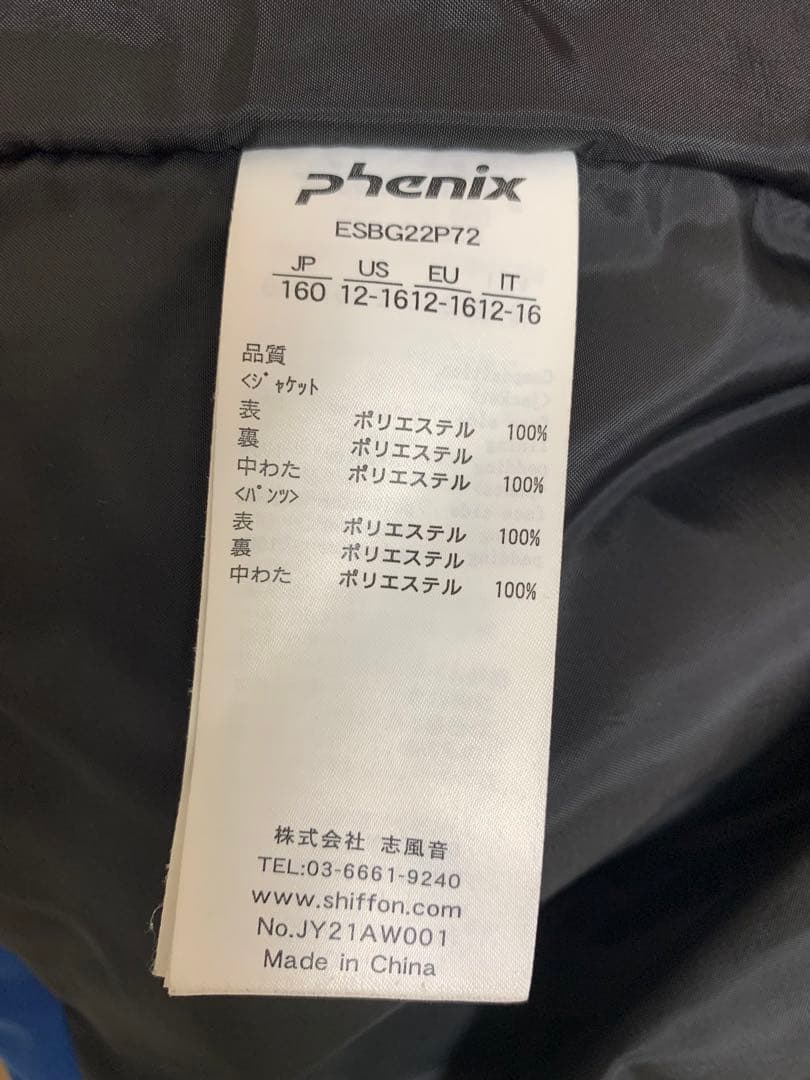 phenix
ESBG22P72
JP US EU IT
160 12-16 12-16 12-16
品質
<ｼﾞｬｹｯﾄ
表 ポリエステル 100%
裏 ポリエステル
中わた ポリエステル 100%
<ﾊﾟﾝﾂ>
表 ポリエステル 100%
裏 ポリエステル
中わた ポリエステル 100%
株式会社 志風音
TEL:03-6661-9240
www.shiffon.com
No.JY21AW001
Made in China